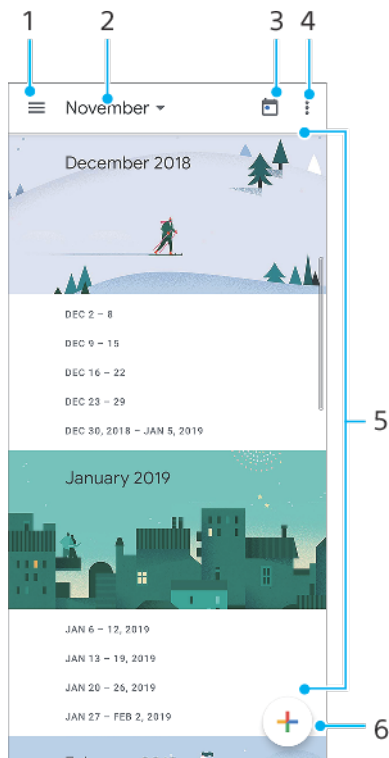 1 2 3 4
November
December 2018
DEC 2 – 8
DEC 9 – 15
DEC 16 – 22
DEC 23 – 29
DEC 30, 2018 – JAN 5, 2019
5
January 2019
JAN 6 – 12, 2019
JAN 13 – 19, 2019
JAN 20 – 26, 2019
JAN 27 – FEB 2, 2019
6